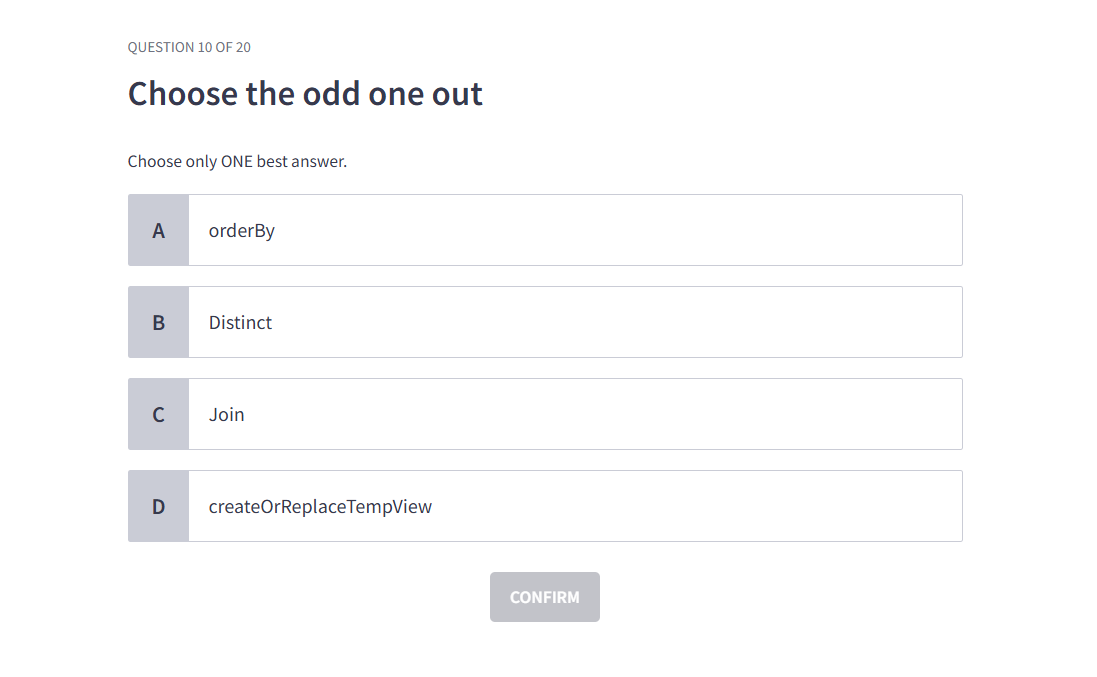 QUESTION 10 OF 20
Choose the odd one out
Choose only ONE best answer.
A orderBy
B Distinct
C Join
D createOrReplaceTempView
CONFIRM